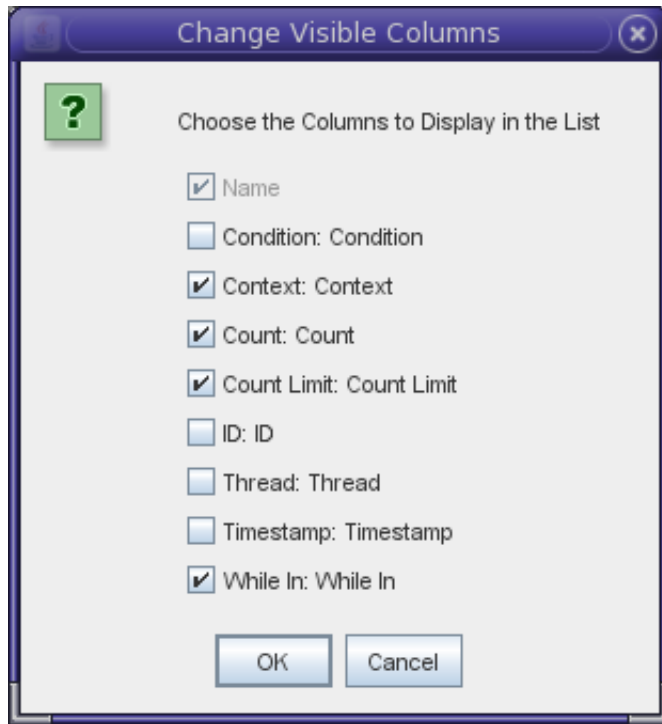 Change Visible Columns
?
Choose the Columns to Display in the List
Name
Condition: Condition
Context: Context
Count: Count
Count Limit: Count Limit
ID: ID
Thread: Thread
Timestamp: Timestamp
While In: While In
OK Cancel